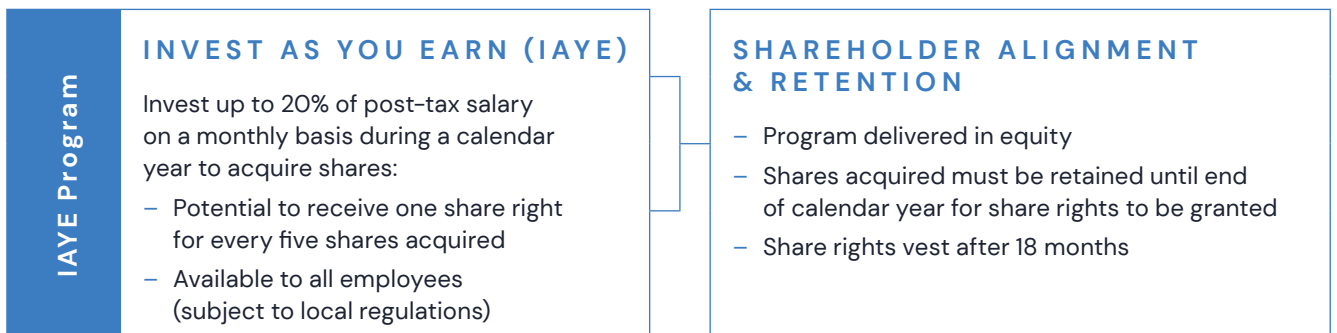 IAYE Program
INVEST AS YOU EARN (IAYE)
Invest up to 20% of post-tax salary
on a monthly basis during a calendar
year to acquire shares:
– Potential to receive one share right
for every five shares acquired
– Available to all employees
(subject to local regulations)
SHAREHOLDER ALIGNMENT
& RETENTION
– Program delivered in equity
– Shares acquired must be retained until end
of calendar year for share rights to be granted
– Share rights vest after 18 months